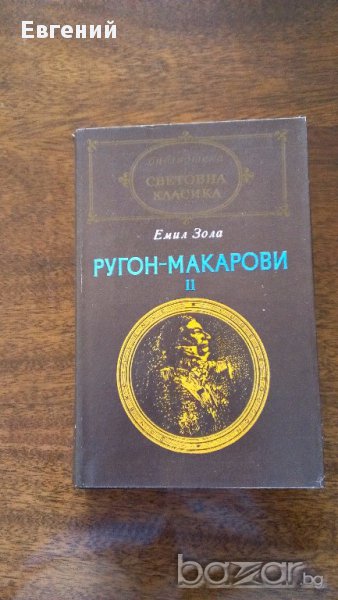 Евгений
библиотека
СВЕТОВНА
КЛАСИКА
Емил Зола
РУГОН-МАКАРОВИ
II
bazar.bg